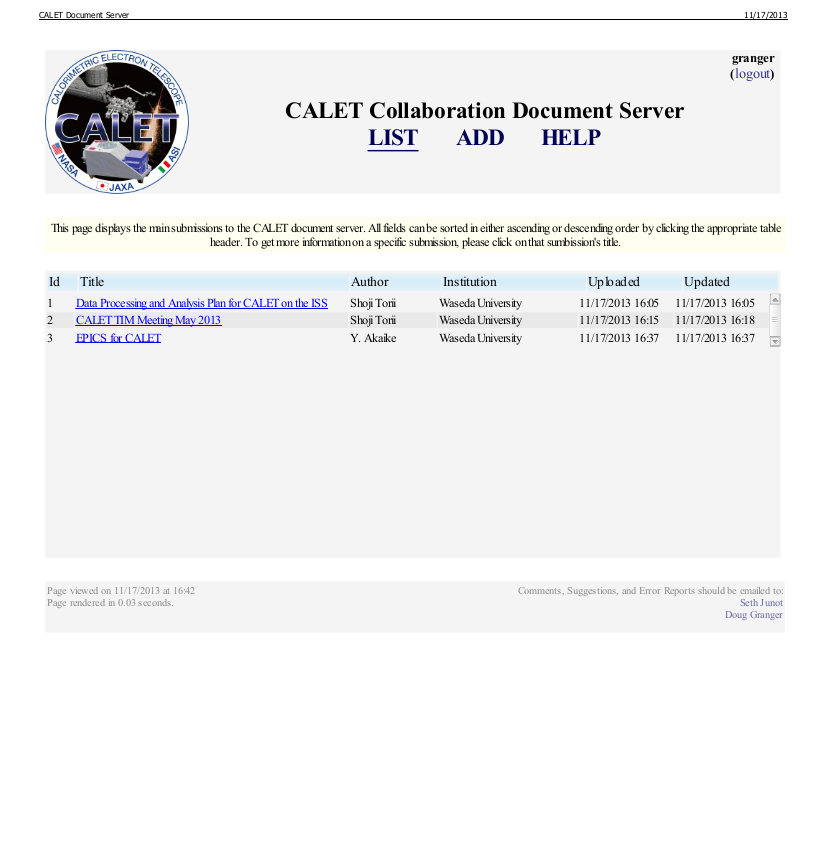 CALET Document Server 11/17/2013
granger
(logout)
CALORIMETRIC ELECTRON TELESCOPE
CALET
NASA
JAXA
ASI
CALET Collaboration Document Server
LIST ADD HELP
This page displays the main submissions to the CALET document server. All fields can be sorted in either ascending or descending order by clicking the appropriate table
header. To get more information on a specific submission, please click on that sumbission's title.
Id Title Author Institution Uploaded Updated
1 Data Processing and Analysis Plan for CALET on the ISS Shoji Torii Waseda University 11/17/2013 16:05 11/17/2013 16:05
2 CALET TIM Meeting May 2013 Shoji Torii Waseda University 11/17/2013 16:15 11/17/2013 16:18
3 EPICS for CALET Y. Akaike Waseda University 11/17/2013 16:37 11/17/2013 16:37
Page viewed on 11/17/2013 at 16:42 Comments, Suggestions, and Error Reports should be emailed to:
Page rendered in 0.03 seconds. Seth Junot
Doug Granger